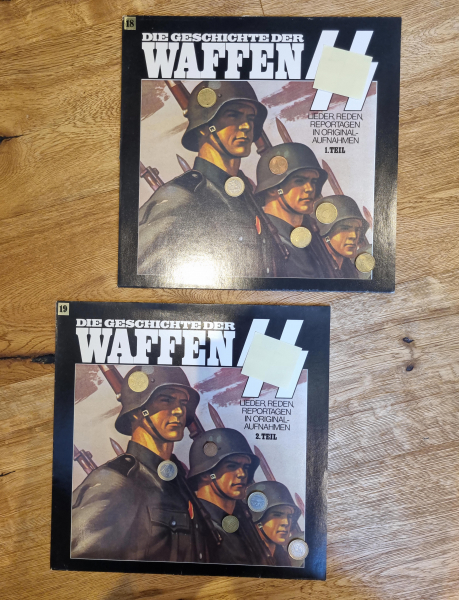 18
DIE GESCHICHTE DER
WAFFEN
LIEDER, REDEN,
REPORTAGEN
IN ORIGINAL-
AUFNAHMEN
1. TEIL
19
DIE GESCHICHTE DER
WAFFEN
LIEDER, REDEN,
REPORTAGEN
IN ORIGINAL-
AUFNAHMEN
2. TEIL